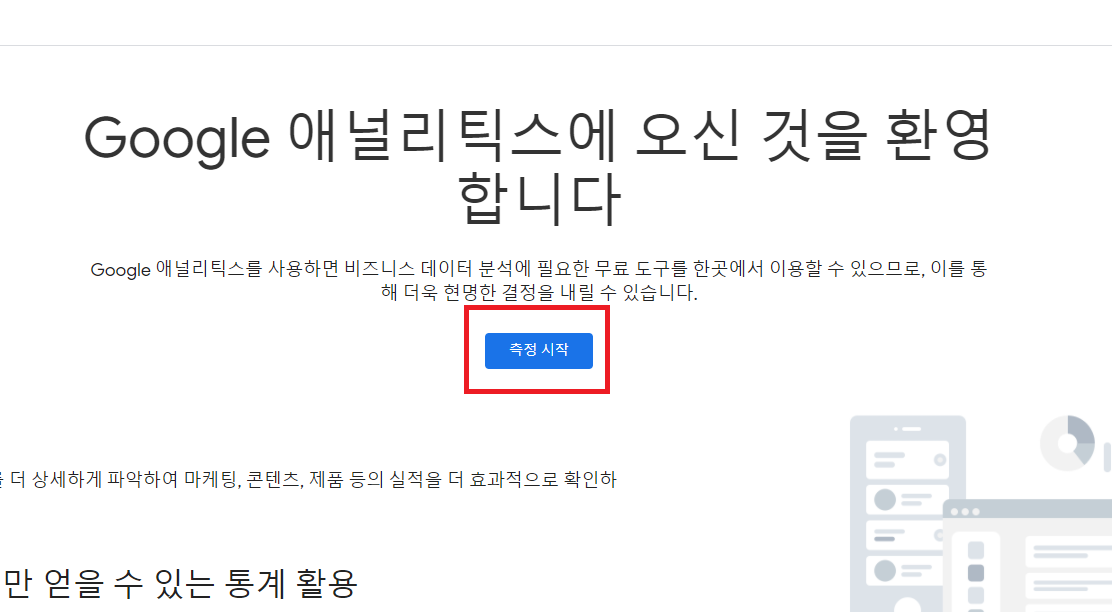 Google 애널리틱스에 오신 것을 환영
합니다
Google 애널리틱스를 사용하면 비즈니스 데이터 분석에 필요한 무료 도구를 한곳에서 이용할 수 있으므로, 이를 통
해 더욱 현명한 결정을 내릴 수 있습니다.
측정 시작
더 상세하게 파악하여 마케팅, 콘텐츠, 제품 등의 실적을 더 효과적으로 확인하
만 얻을 수 있는 통계 활용